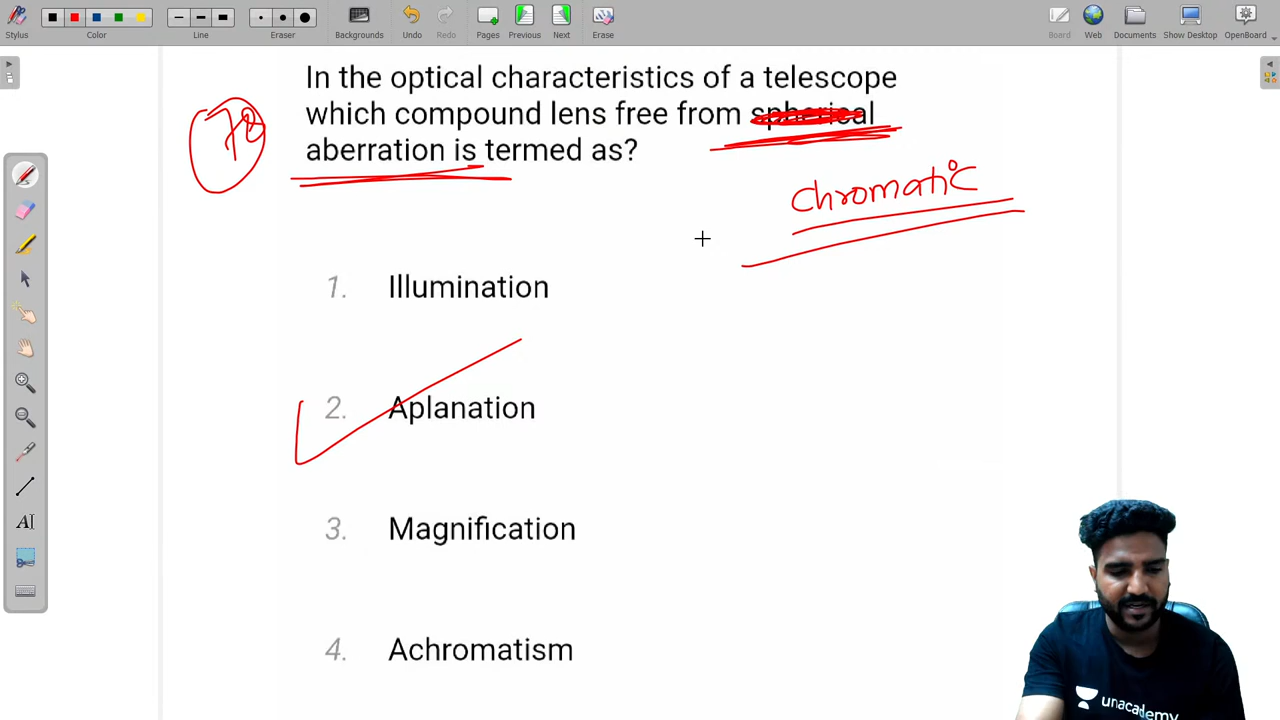 Stylus
Color
Line
Eraser
Backgrounds
Undo
Redo
Pages
Previous
Next
Erase
Board
Web
Documents
Show Desktop
OpenBoard
In the optical characteristics of a telescope
which compound lens free from spherical
aberration is termed as?
78
chromatic
1. Illumination
2. Aplanation
3. Magnification
4. Achromatism
AI
unacademy